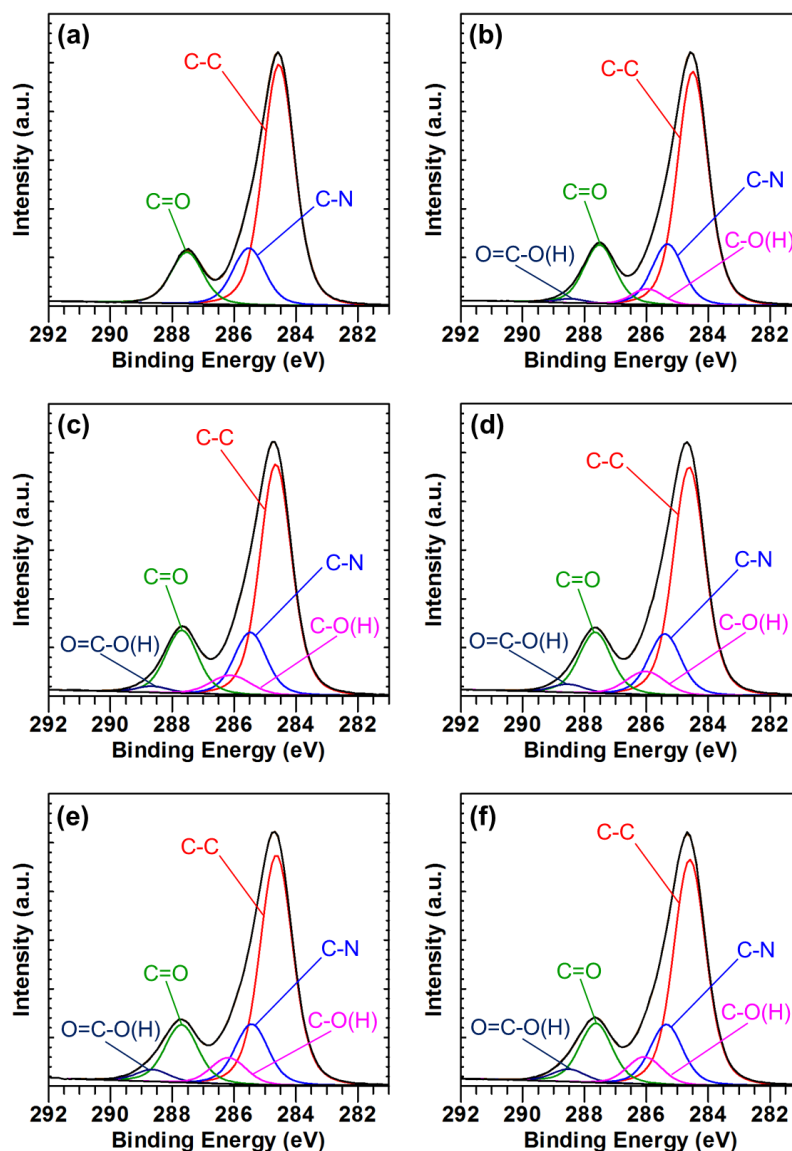 (a)
C-C
C=O
C-N
Intensity (a.u.)
292 290 288 286 284 282
Binding Energy (eV)
(b)
C-C
C=O
C-N
O=C-O(H)
C-O(H)
Intensity (a.u.)
292 290 288 286 284 282
Binding Energy (eV)
(c)
C-C
C-N
C=O
C-O(H)
O=C-O(H)
Intensity (a.u.)
292 290 288 286 284 282
Binding Energy (eV)
(d)
C-C
C-N
C=O
C-O(H)
O=C-O(H)
Intensity (a.u.)
292 290 288 286 284 282
Binding Energy (eV)
(e)
C-C
C-N
C=O
C-O(H)
O=C-O(H)
Intensity (a.u.)
292 290 288 286 284 282
Binding Energy (eV)
(f)
C-C
C-N
C=O
C-O(H)
O=C-O(H)
Intensity (a.u.)
292 290 288 286 284 282
Binding Energy (eV)